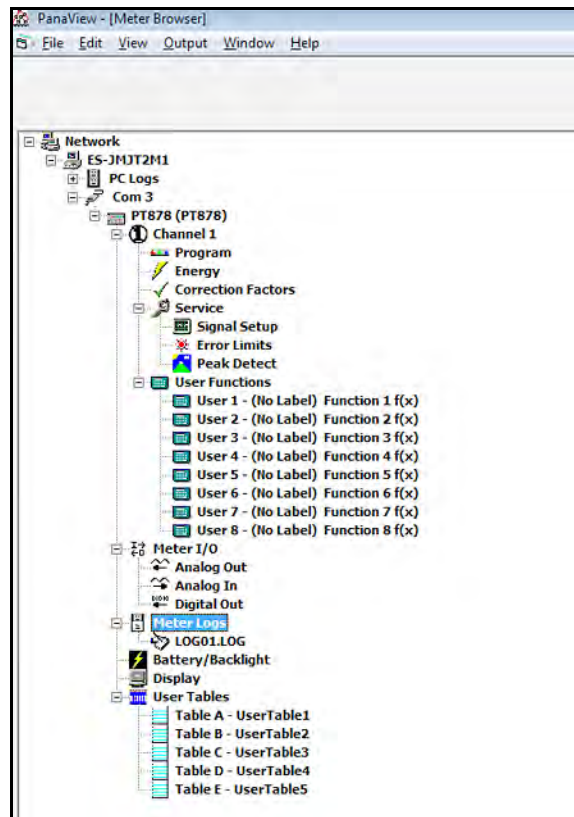 PanaView - [Meter Browser]
File Edit View Output Window Help
Network
ES-JMJT2M1
PC Logs
Com 3
PT878 (PT878)
Channel 1
Program
Energy
Correction Factors
Service
Signal Setup
Error Limits
Peak Detect
User Functions
User 1 - (No Label) Function 1 f(x)
User 2 - (No Label) Function 2 f(x)
User 3 - (No Label) Function 3 f(x)
User 4 - (No Label) Function 4 f(x)
User 5 - (No Label) Function 5 f(x)
User 6 - (No Label) Function 6 f(x)
User 7 - (No Label) Function 7 f(x)
User 8 - (No Label) Function 8 f(x)
Meter I/O
Analog Out
Analog In
Digital Out
Meter Logs
LOG01.LOG
Battery/Backlight
Display
User Tables
Table A - UserTable1
Table B - UserTable2
Table C - UserTable3
Table D - UserTable4
Table E - UserTable5